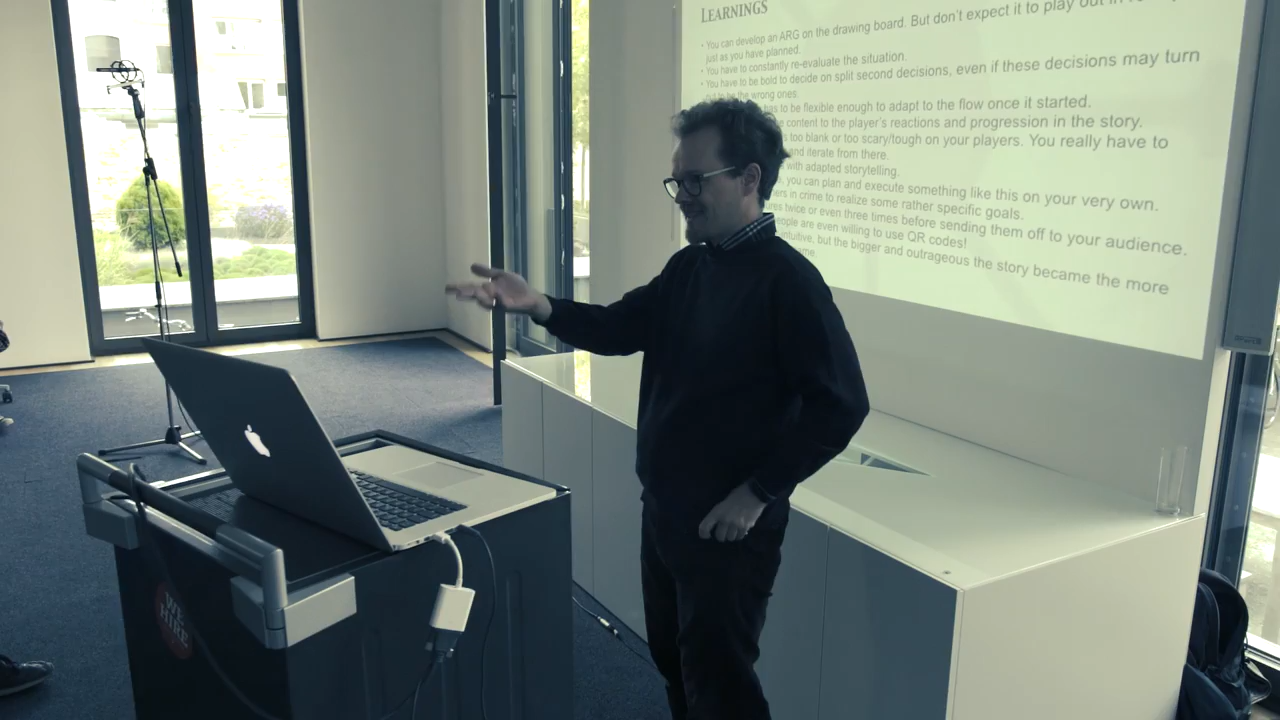 LEARNINGS
• You can develop an ARG on the drawing board. But don't expect it to play out in
just as you have planned.
• You have to constantly re-evaluate the situation.
• You have to be bold to decide on split second decisions, even if these decisions may turn
out to be the wrong ones.
has to be flexible enough to adapt to the flow once it started.
content to the player's reactions and progression in the story.
too blank or too scary/tough on your players. You really have to
and iterate from there.
with adapted storytelling.
you can plan and execute something like this on your very own.
in crime to realize some rather specific goals.
twice or even three times before sending them off to your audience.
are even willing to use QR codes!
but the bigger and outrageous the story became the more
WE
HIRE